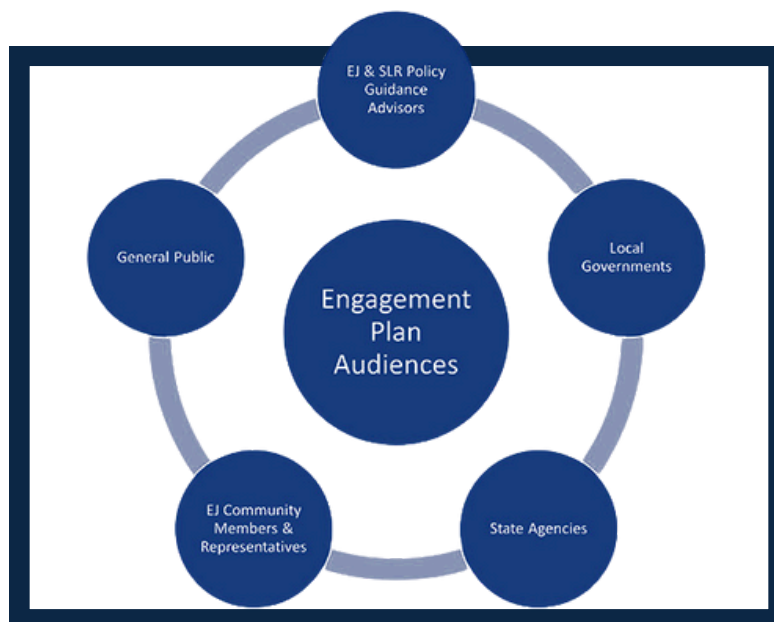 EJ & SLR Policy
Guidance
Advisors
General Public
Local
Governments
Engagement
Plan
Audiences
EJ Community
Members &
Representatives
State Agencies